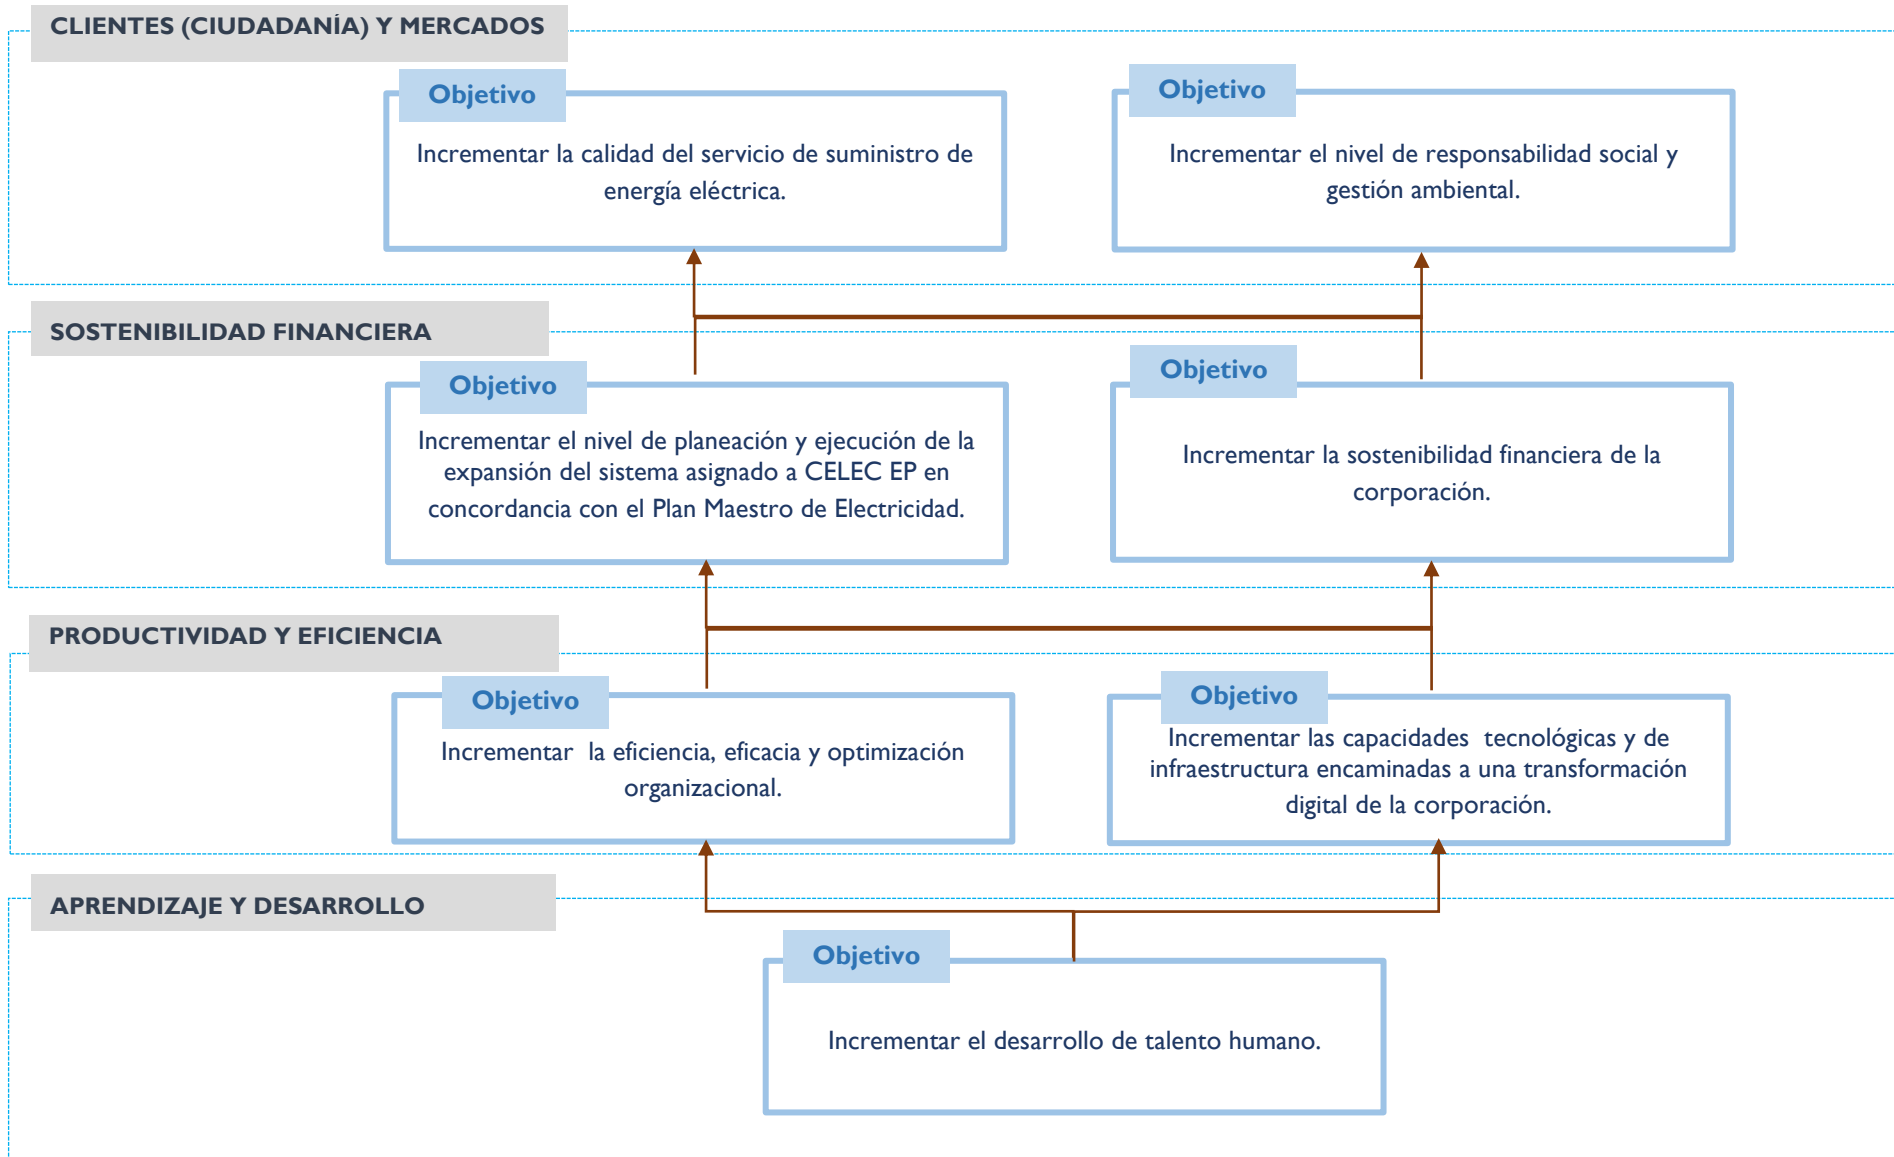 CLIENTES (CIUDADANÍA) Y MERCADOS
Objetivo
Incrementar la calidad del servicio de suministro de
energía eléctrica.
Objetivo
Incrementar el nivel de responsabilidad social y
gestión ambiental.
SOSTENIBILIDAD FINANCIERA
Objetivo
Incrementar el nivel de planeación y ejecución de la
expansión del sistema asignado a CELEC EP en
concordancia con el Plan Maestro de Electricidad.
Objetivo
Incrementar la sostenibilidad financiera de la
corporación.
PRODUCTIVIDAD Y EFICIENCIA
Objetivo
Incrementar  la eficiencia, eficacia y optimización
organizacional.
Objetivo
Incrementar las capacidades  tecnológicas y de
infraestructura encaminadas a una transformación
digital de la corporación.
APRENDIZAJE Y DESARROLLO
Objetivo
Incrementar el desarrollo de talento humano.